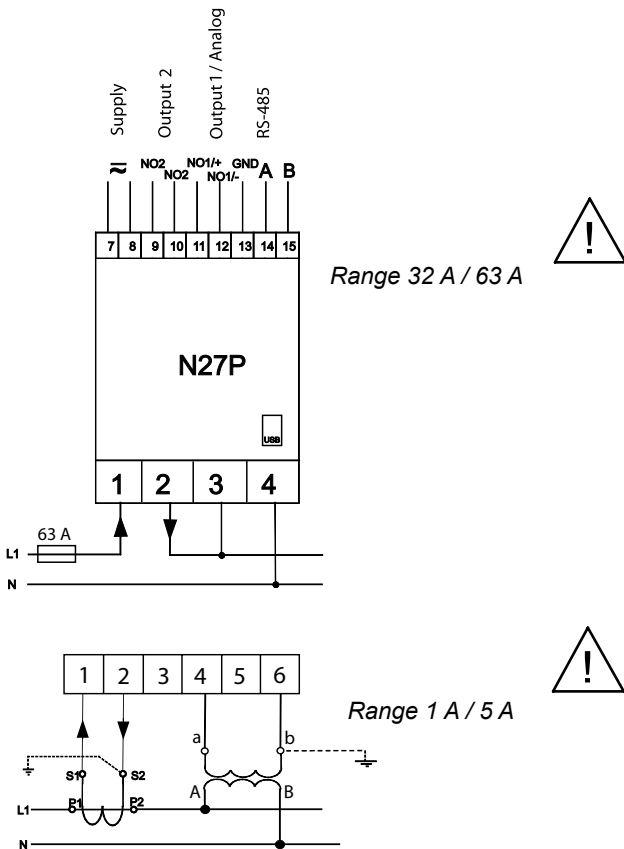 Supply
Output 2
Output1 / Analog
RS-485
NO2 NO2 NO1/+ NO1/- GND A B
7 8 9 10 11 12 13 14 15
Range 32 A / 63 A
!
N27P
USB
1 2 3 4
63 A
L1
N
1 2 3 4 5 6
!
Range 1 A / 5 A
a b
S1 S2
A B
L1 P1 P2
N